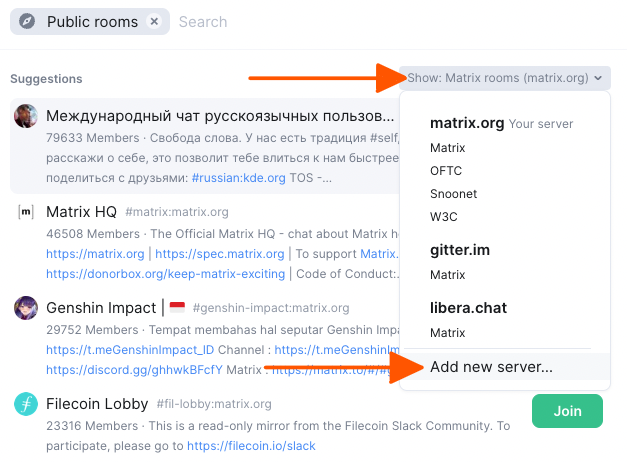 Public rooms × Search
Suggestions
Show: Matrix rooms (matrix.org)
Международный чат русскоязычных пользов...
79633 Members · Свобода слова. У нас есть традиция #self,
расскажи о себе, это позволит тебе влиться к нам быстрее
поделиться с друзьями: #russian:kde.org TOS -...
[m] Matrix HQ #matrix:matrix.org
46508 Members · The Official Matrix HQ - chat about Matrix he
https://matrix.org | https://spec.matrix.org | To support Matrix.
https://donorbox.org/keep-matrix-exciting | Code of Conduct:..
Genshin Impact | #genshin-impact:matrix.org
29752 Members · Tempat membahas hal seputar Genshin Impa
https://t.meGenshinImpact_ID Channel : https://t.meGenshinIm
https://discord.gg/ghhwkBFcfY Matrix : https://matrix.to/#/#g
Filecoin Lobby #fil-lobby:matrix.org
23316 Members · This is a read-only mirror from the Filecoin Slack Community. To
participate, please go to https://filecoin.io/slack
Join
matrix.org Your server
Matrix
OFTC
Snoonet
W3C
gitter.im
Matrix
libera.chat
Matrix
Add new server...